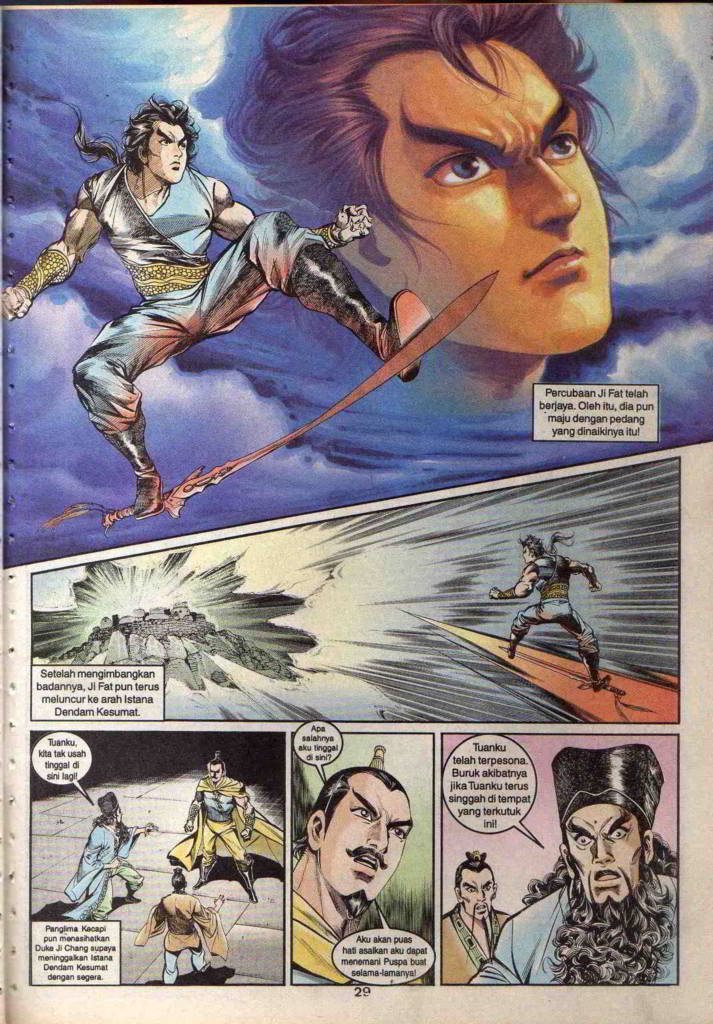 Percubaan Ji Fat telah
berjaya. Oleh itu, dia pun
maju dengan pedang
yang dinaikinya itu!
Setelah mengimbangkan
badannya, Ji Fat pun terus
meluncur ke arah Istana
Dendam Kesumat.
Tuanku,
kita tak usah
tinggal di
sini lagi!
Panglima Kecapi
pun menasihatkan
Duke Ji Chang supaya
meninggalkan Istana
Dendam Kesumat
dengan segera.
Apa
salahnya
aku tinggal
di sini?
Aku akan puas
hati asalkan aku dapat
menemani Puspa buat
selama-lamanya!
Tuanku
telah terpesona.
Buruk akibatnya
jika Tuanku terus
singgah di tempat
yang terkutuk
ini!
29